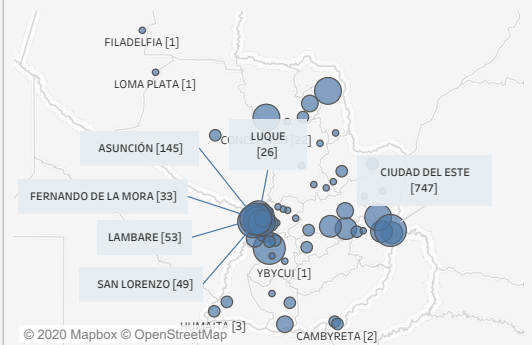 FILADELFIA [1]
LOMA PLATA [1]
LUQUE
[26]
ASUNCIÓN [145]
CIUDAD DEL ESTE
[747]
FERNANDO DE LA MORA [33]
LAMBARE [53]
SAN LORENZO [49]
YBYCUI [1]
HUMAITA [3]
CAMBYRETA [2]
© 2020 Mapbox © OpenStreetMap